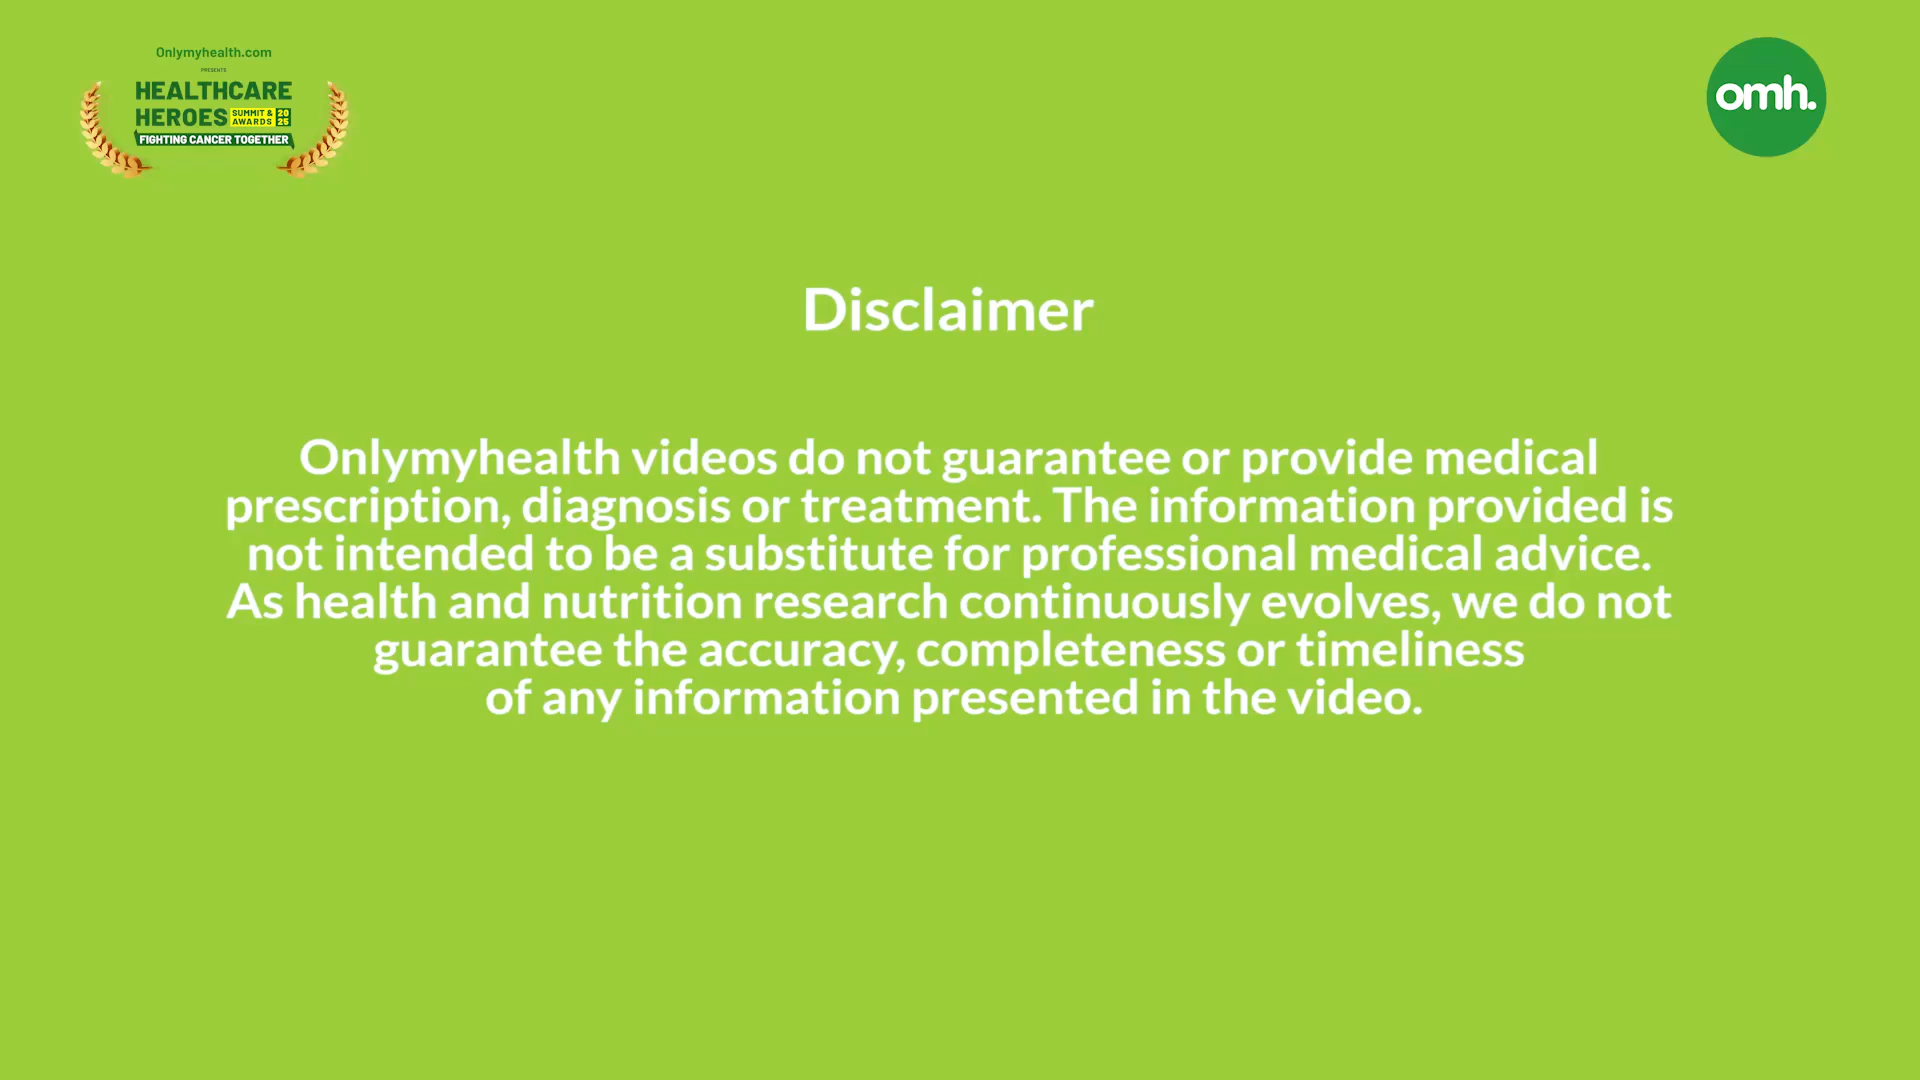 Onlymyhealth.com
PRESENTS
HEALTHCARE
HEROES SUMMIT & AWARDS 2025
FIGHTING CANCER TOGETHER
omh.
Disclaimer
Onlymyhealth videos do not guarantee or provide medical
prescription, diagnosis or treatment. The information provided is
not intended to be a substitute for professional medical advice.
As health and nutrition research continuously evolves, we do not
guarantee the accuracy, completeness or timeliness
of any information presented in the video.